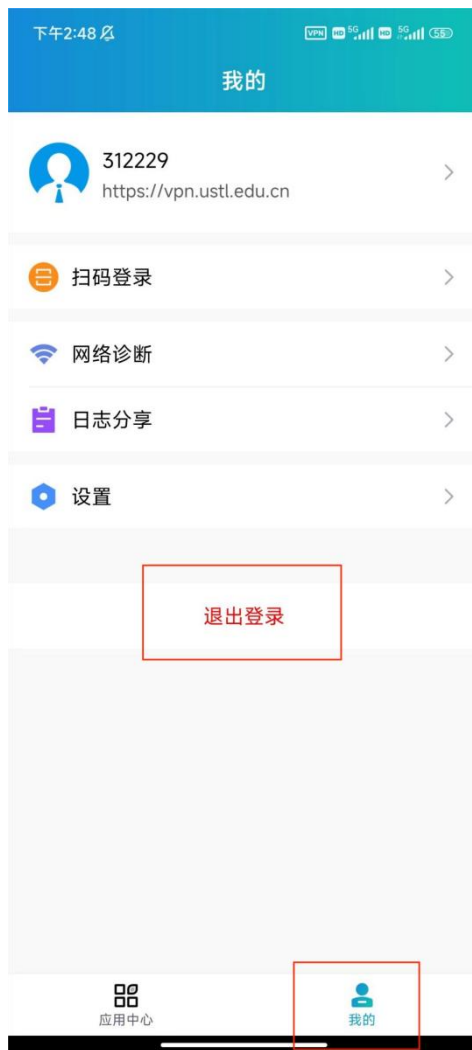 下午2:48
VPN HD 5G HD 5G 55
我的
312229
https://vpn.ustl.edu.cn
扫码登录
网络诊断
日志分享
设置
退出登录
应用中心
我的